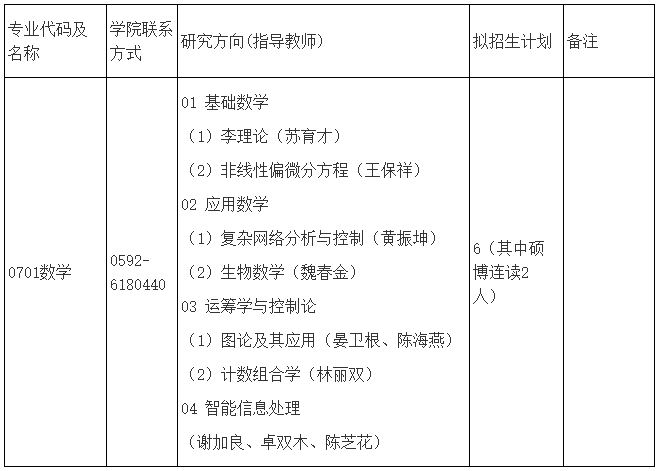 专业代码及
名称
学院联系
方式
研究方向(指导教师)
拟招生计划
备注
0701数学
0592-
6180440
01 基础数学
（1）李理论（苏育才）
（2）非线性偏微分方程（王保祥）
02 应用数学
（1）复杂网络分析与控制（黄振坤）
（2）生物数学（魏春金）
03 运筹学与控制论
（1）图论及其应用（晏卫根、陈海燕）
（2）计数组合学（林丽双）
04 智能信息处理
（谢加良、卓双木、陈芝花）
6（其中硕
博连读2
人）